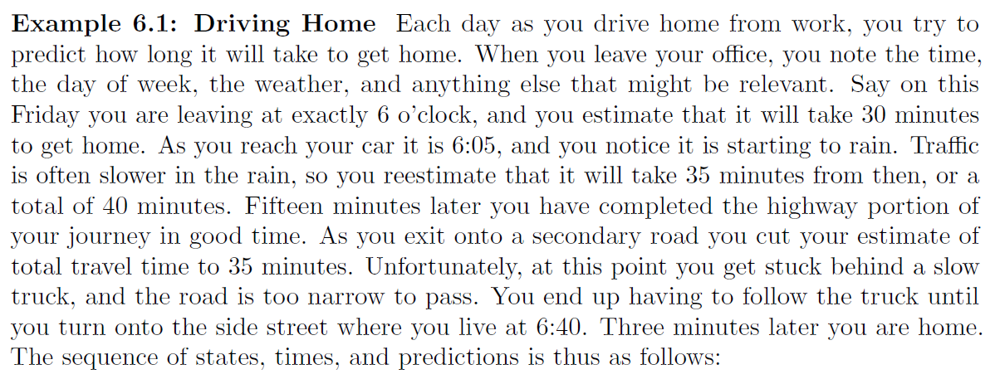 Example 6.1: Driving Home Each day as you drive home from work, you try to
predict how long it will take to get home. When you leave your office, you note the time,
the day of week, the weather, and anything else that might be relevant. Say on this
Friday you are leaving at exactly 6 o'clock, and you estimate that it will take 30 minutes
to get home. As you reach your car it is 6:05, and you notice it is starting to rain. Traffic
is often slower in the rain, so you reestimate that it will take 35 minutes from then, or a
total of 40 minutes. Fifteen minutes later you have completed the highway portion of
your journey in good time. As you exit onto a secondary road you cut your estimate of
total travel time to 35 minutes. Unfortunately, at this point you get stuck behind a slow
truck, and the road is too narrow to pass. You end up having to follow the truck until
you turn onto the side street where you live at 6:40. Three minutes later you are home.
The sequence of states, times, and predictions is thus as follows: